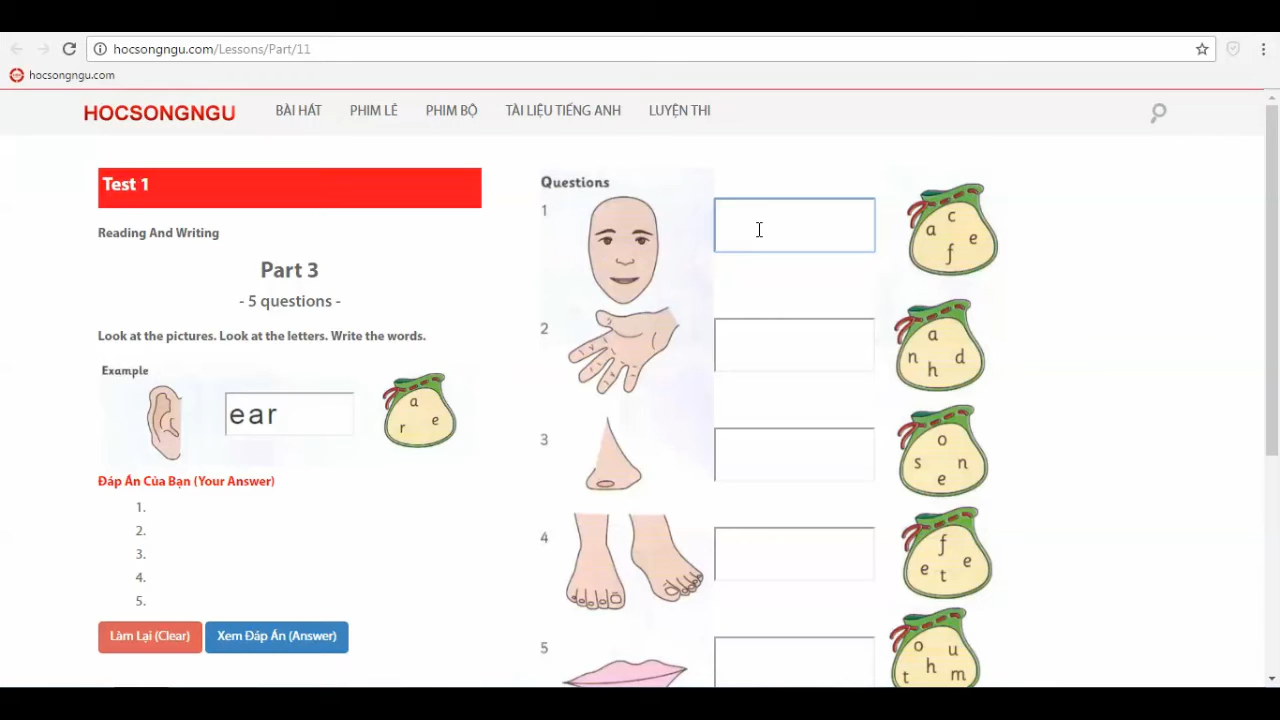 hocsongngu.com/Lessons/Part/11
hocsongngu.com
HOCSONGNGU BÀI HÁT PHIM LẺ PHIM BỘ TÀI LIỆU TIẾNG ANH LUYỆN THI
Test 1
Reading And Writing
Part 3
- 5 questions -
Look at the pictures. Look at the letters. Write the words.
Example
ear
a
r e
Đáp Án Của Bạn (Your Answer)
1.
2.
3.
4.
5.
Làm Lại (Clear) Xem Đáp Án (Answer)
Questions
1
c
a e
f
2
a
n d
h
3
o
s n
e
4
f
e e
t
5
o u
t h m